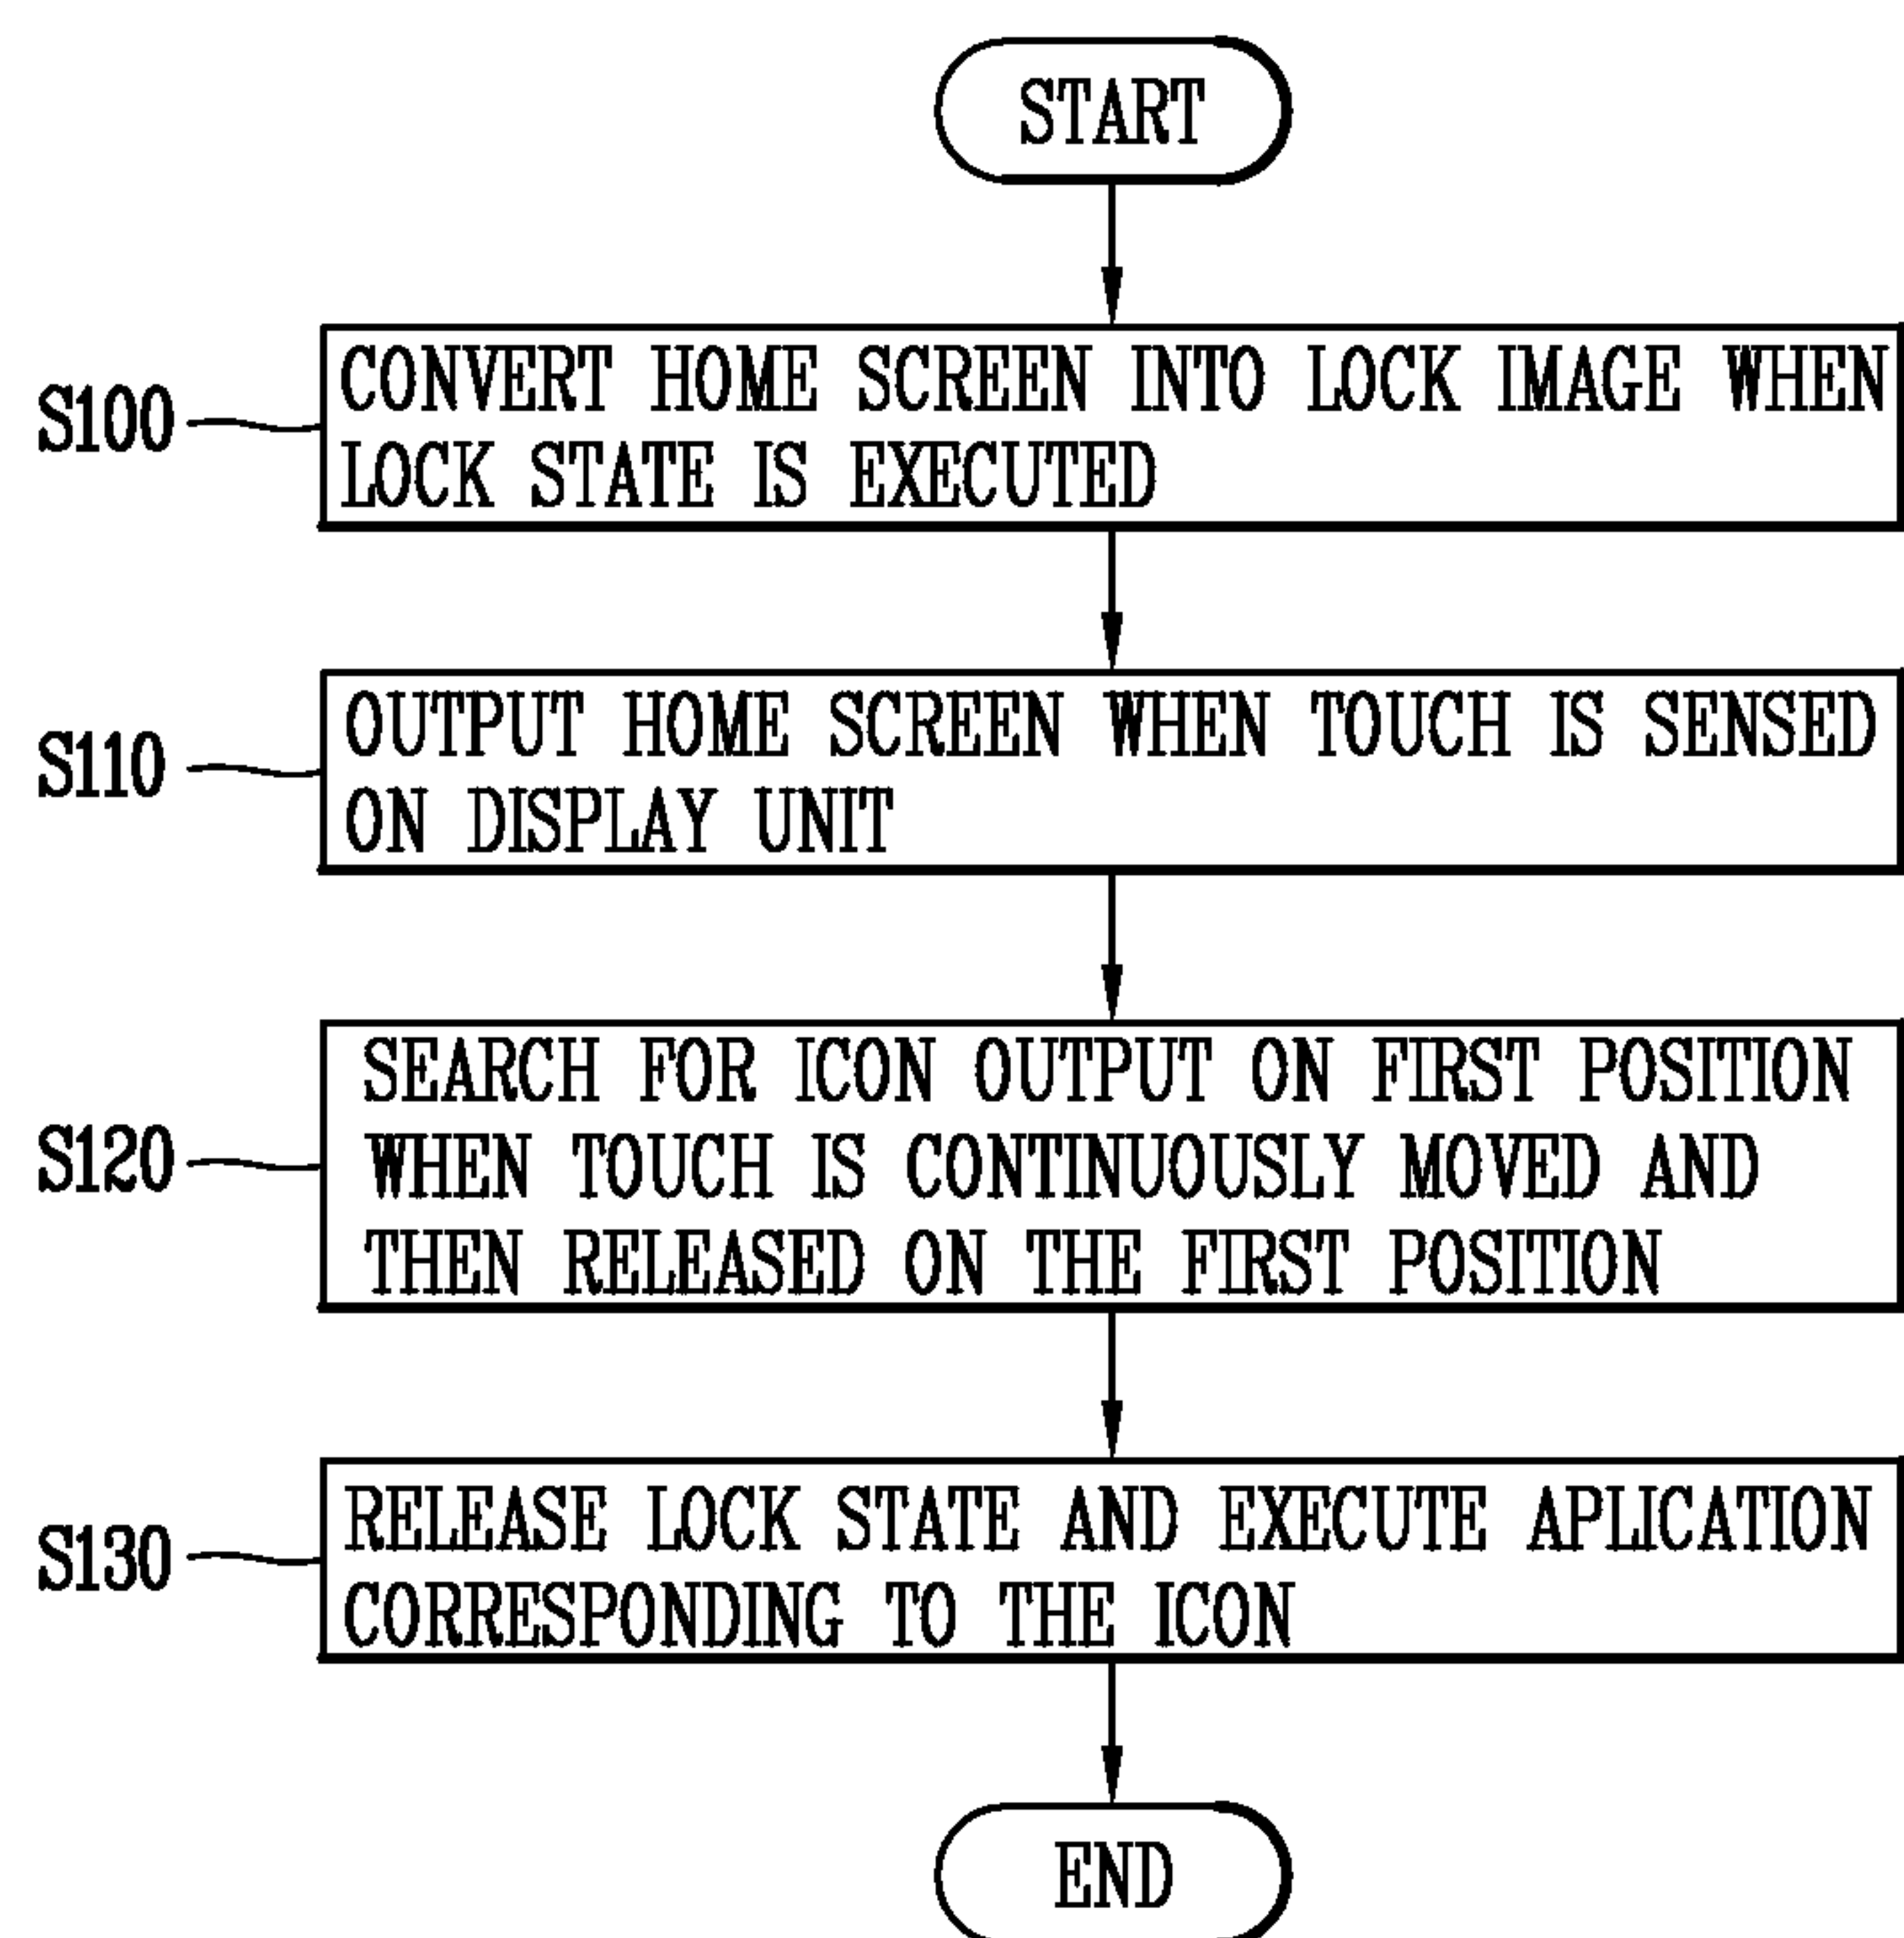 START
S100
CONVERT HOME SCREEN INTO LOCK IMAGE WHEN
LOCK STATE IS EXECUTED
S110
OUTPUT HOME SCREEN WHEN TOUCH IS SENSED
ON DISPLAY UNIT
S120
SEARCH FOR ICON OUTPUT ON FIRST POSITION
WHEN TOUCH IS CONTINUOUSLY MOVED AND
THEN RELEASED ON THE FIRST POSITION
S130
RELEASE LOCK STATE AND EXECUTE APLICATION
CORRESPONDING TO THE ICON
END